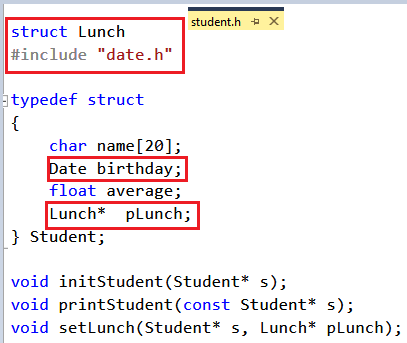 student.h
struct Lunch
#include "date.h"
typedef struct
{
    char name[20];
    Date birthday;
    float average;
    Lunch*  pLunch;
} Student;
void initStudent(Student* s);
void printStudent(const Student* s);
void setLunch(Student* s, Lunch* pLunch);